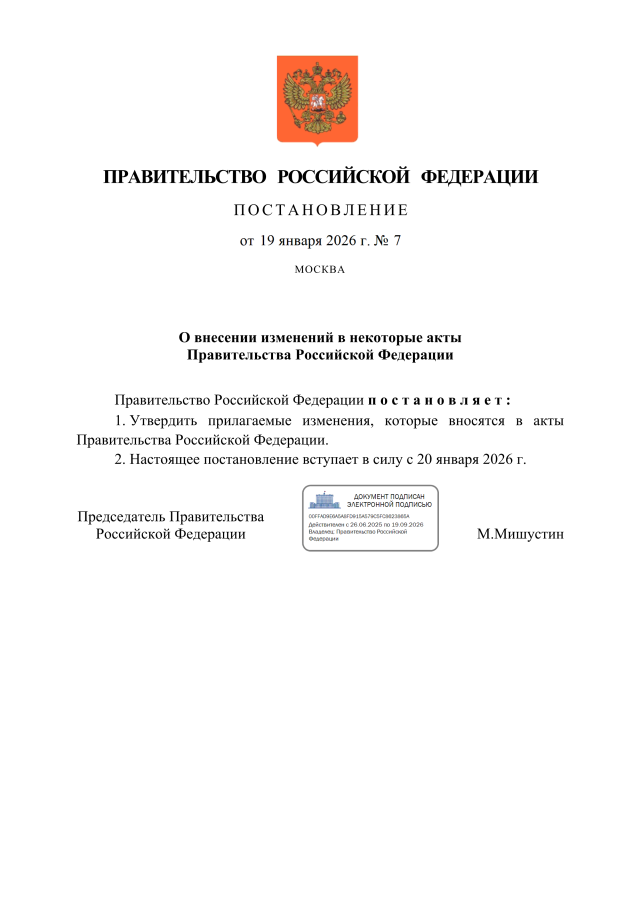 ПРАВИТЕЛЬСТВО РОССИЙСКОЙ ФЕДЕРАЦИИ
ПОСТАНОВЛЕНИЕ
от 19 января 2026 г. № 7
МОСКВА
О внесении изменений в некоторые акты
Правительства Российской Федерации
Правительство Российской Федерации постановляет:
1. Утвердить прилагаемые изменения, которые вносятся в акты
Правительства Российской Федерации.
2. Настоящее постановление вступает в силу с 20 января 2026 г.
ДОКУМЕНТ ПОДПИСАН
ЭЛЕКТРОННОЙ ПОДПИСЬЮ
Действителен с 26.06.2025 по 19.09.2026
Владелец: Правительство Российской
Федерации
Председатель Правительства
Российской Федерации
М.Мишустин